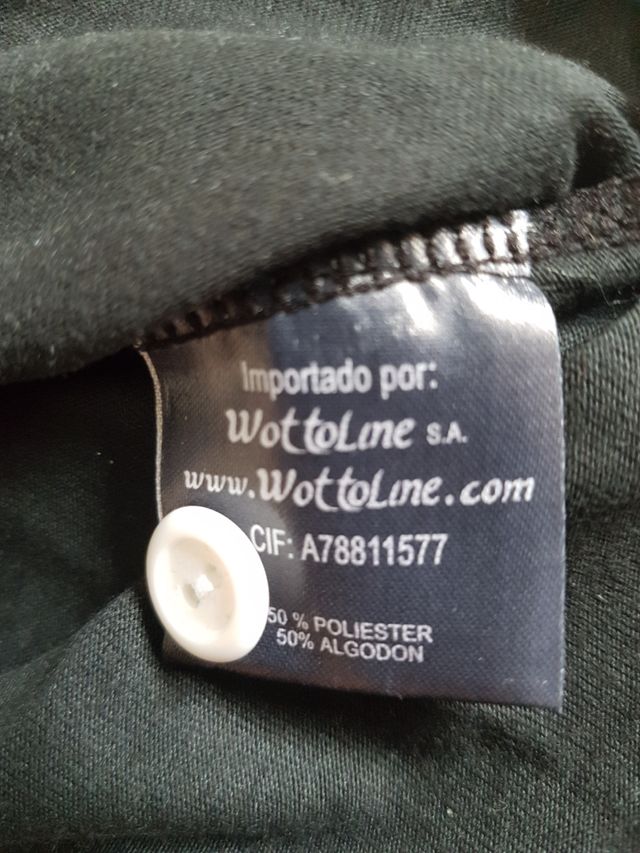 Importado por:
WottoLine S.A.
www.WottoLine.com
CIF: A78811577
50 % POLIESTER
50% ALGODON